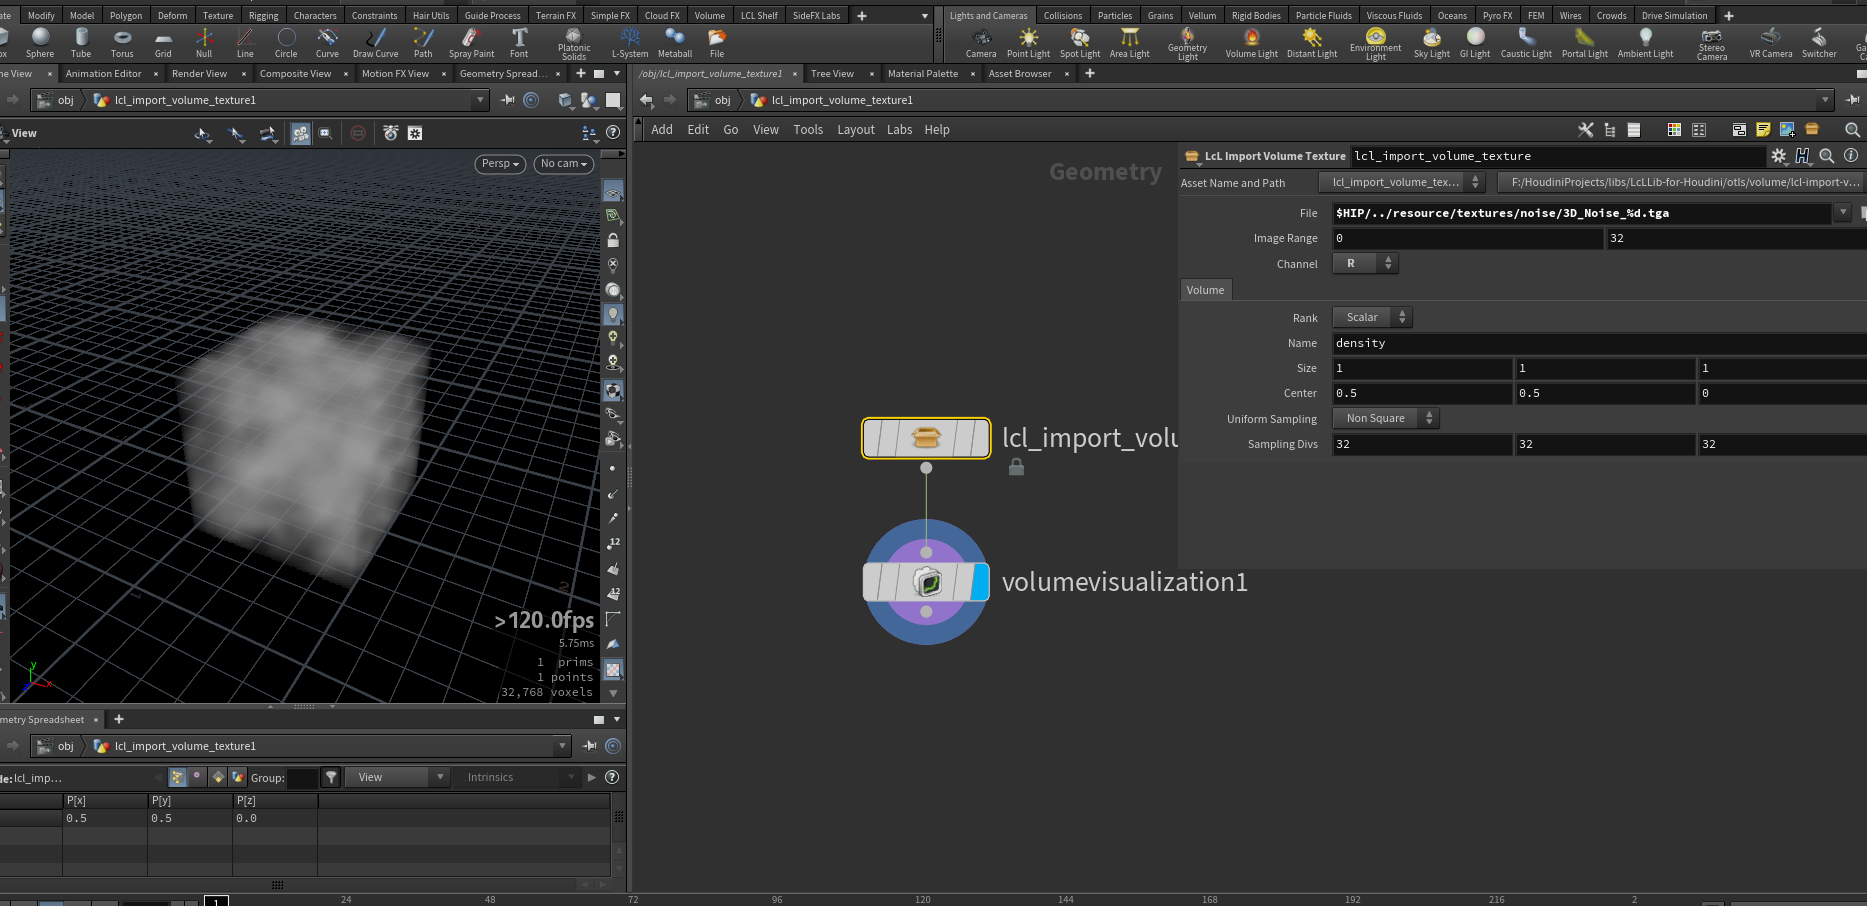 Modify Model Polygon Deform Texture Rigging Characters Constraints Hair Utils Guide Process Terrain FX Simple FX Cloud FX Volume LCL Shelf SideFX Labs
Lights and Cameras Collisions Particles Grains Vellum Rigid Bodies Particle Fluids Viscous Fluids Oceans Pyro FX FEM Wires Crowds Drive Simulation
Sphere Tube Torus Grid Null Line Circle Curve Draw Curve Path Spray Paint Font Platonic Solids L-System Metaball File
Camera Point Light Spot Light Area Light Geometry Light Volume Light Distant Light Environment Light Sky Light GI Light Caustic Light Portal Light Ambient Light Stereo Camera VR Camera Switcher
ne View Animation Editor Render View Composite View Motion FX View Geometry Spread...
/obj/lcl_import_volume_texture1 Tree View Material Palette Asset Browser
obj lcl_import_volume_texture1
obj lcl_import_volume_texture1
View
Add Edit Go View Tools Layout Labs Help
Persp No cam
Geometry
LcL Import Volume Texture lcl_import_volume_texture
Asset Name and Path lcl_import_volume_tex... F:/HoudiniProjects/libs/LcLLib-for-Houdini/otls/volume/lcl-import-v...
File $HIP/../resource/textures/noise/3D_Noise_%d.tga
Image Range 0 32
Channel R
Volume
Rank Scalar
Name density
Size 1 1 1
Center 0.5 0.5 0
Uniform Sampling Non Square
Sampling Divs 32 32 32
lcl_import_volu
volumevisualization1
12
12
>120.0fps
5.75ms
1 prims
1 points
32,768 voxels
y
x
metry Spreadsheet
obj lcl_import_volume_texture1
de: lcl_imp... Group: View Intrinsics
P[x] P[y] P[z]
0.5 0.5 0.0
1 24 48 72 96 120 144 168 192 216 2